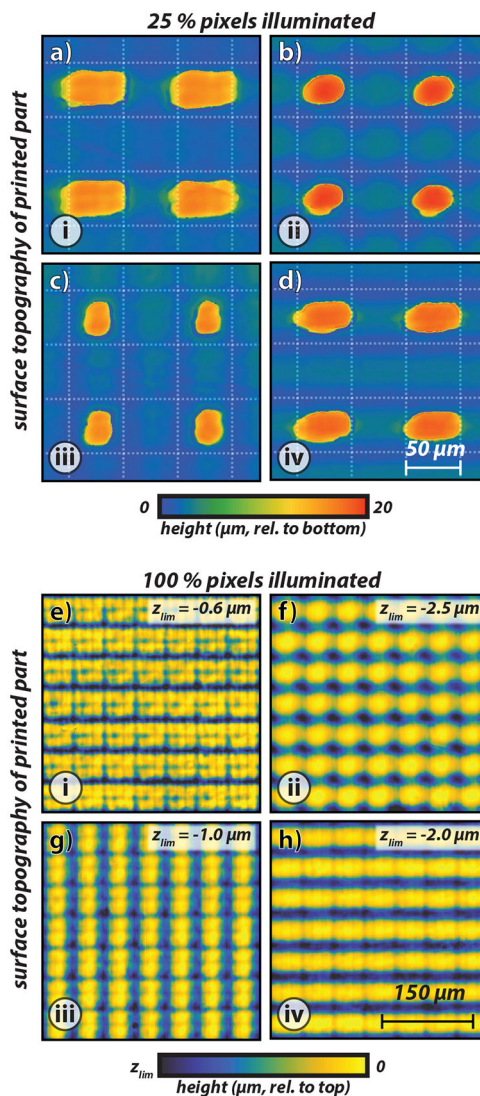 25 % pixels illuminated
surface topography of printed part
a)
b)
i
ii
c)
d)
iii
iv
50 μm
0
20
height (μm, rel. to bottom)
100 % pixels illuminated
surface topography of printed part
e)
z_lim = -0.6 μm
f)
z_lim = -2.5 μm
i
ii
g)
z_lim = -1.0 μm
h)
z_lim = -2.0 μm
iii
iv
150 μm
z_lim
0
height (μm, rel. to top)